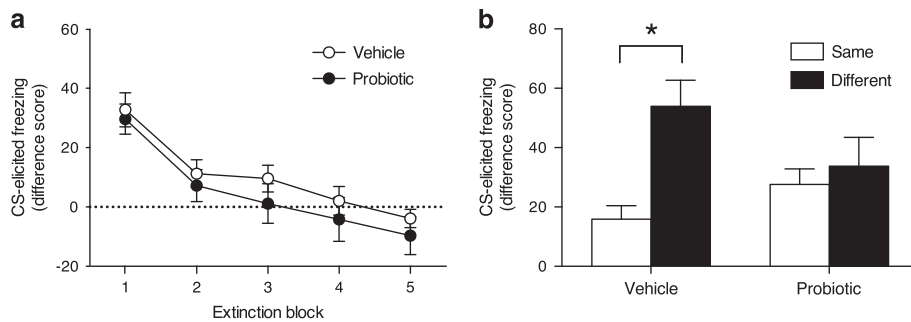 a
60
40
20
0
-20
CS-elicited freezing
(difference score)
Vehicle
Probiotic
1 2 3 4 5
Extinction block
b
80
60
40
20
0
CS-elicited freezing
(difference score)
*
Same
Different
Vehicle Probiotic